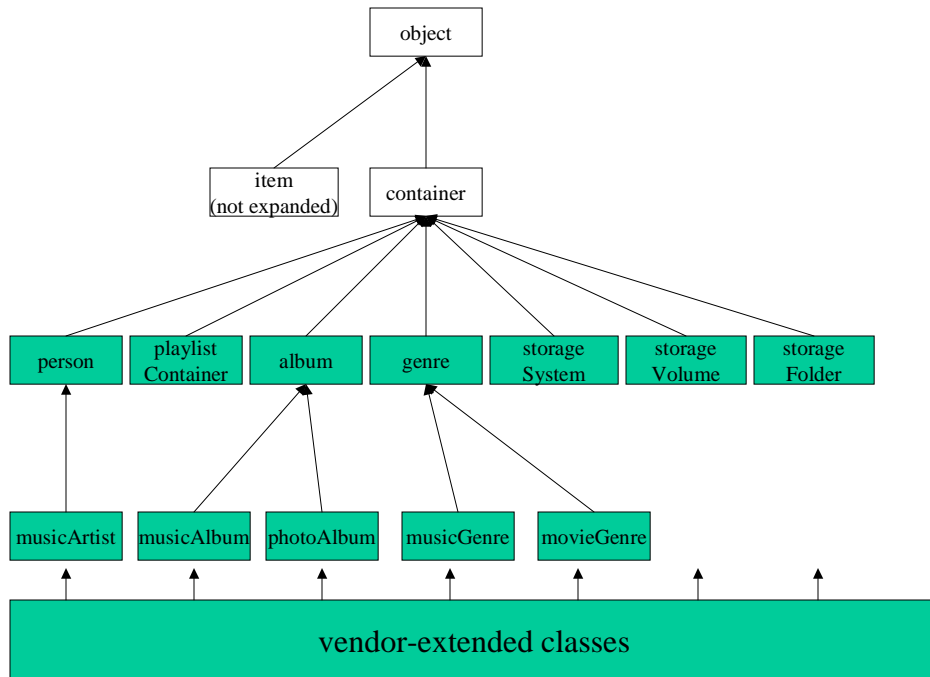 object
item
(not expanded)
container
person
playlist
Container
album
genre
storage
System
storage
Volume
storage
Folder
musicArtist
musicAlbum
photoAlbum
musicGenre
movieGenre
vendor-extended classes